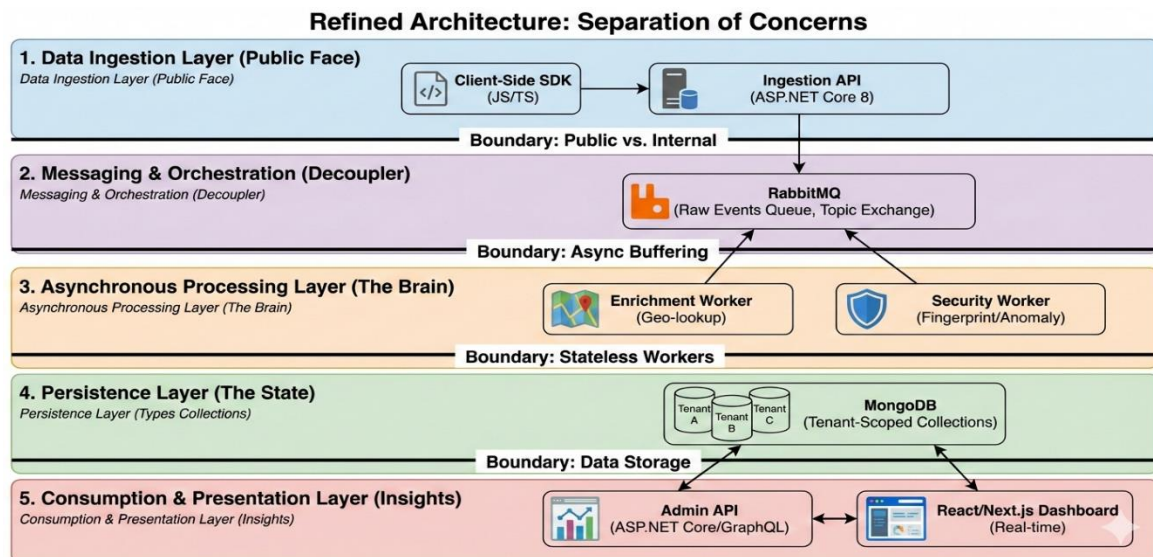 Refined Architecture: Separation of Concerns
1. Data Ingestion Layer (Public Face)
Data Ingestion Layer (Public Face)
</>
Client-Side SDK
(JS/TS)
Ingestion API
(ASP.NET Core 8)
Boundary: Public vs. Internal
2. Messaging & Orchestration (Decoupler)
Messaging & Orchestration (Decoupler)
RabbitMQ
(Raw Events Queue, Topic Exchange)
Boundary: Async Buffering
3. Asynchronous Processing Layer (The Brain)
Asynchronous Processing Layer (The Brain)
Enrichment Worker
(Geo-lookup)
Security Worker
(Fingerprint/Anomaly)
Boundary: Stateless Workers
4. Persistence Layer (The State)
Persistence Layer (Types Collections)
Tenant
A
Tenant
B
Tenant
C
MongoDB
(Tenant-Scoped Collections)
Boundary: Data Storage
5. Consumption & Presentation Layer (Insights)
Consumption & Presentation Layer (Insights)
Admin API
(ASP.NET Core/GraphQL)
React/Next.js Dashboard
(Real-time)